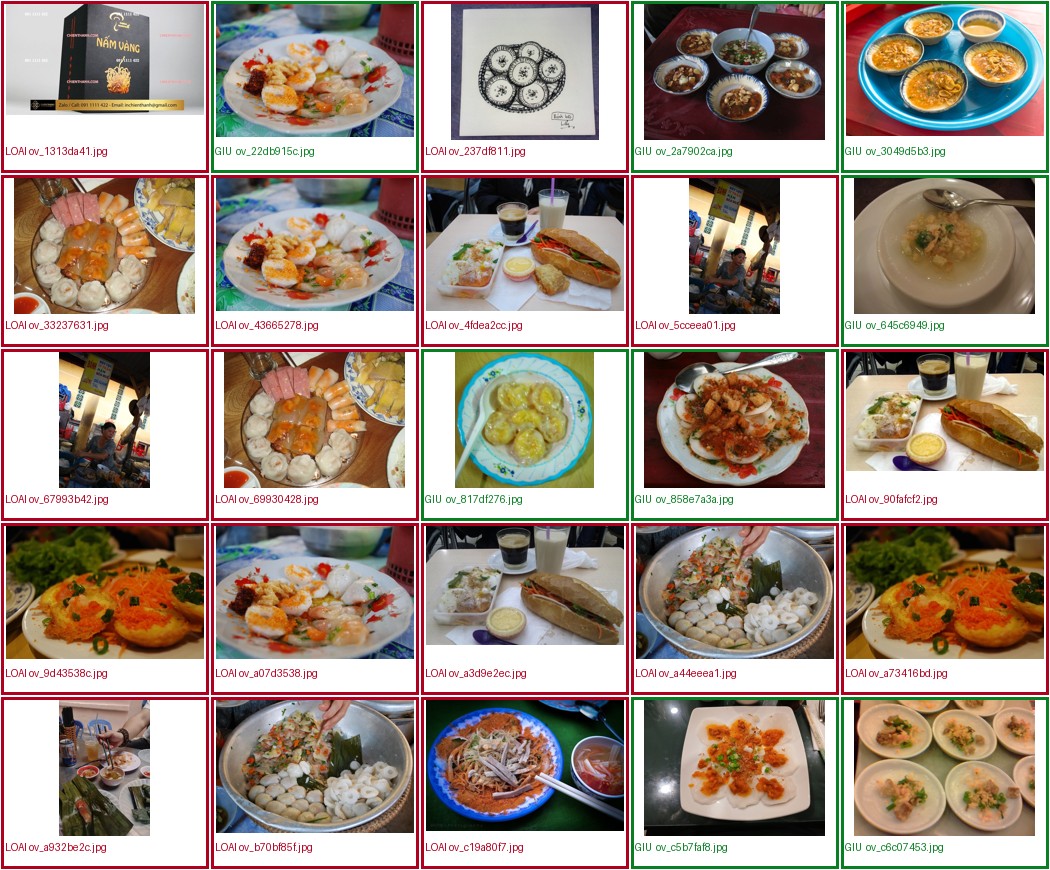 NẤM VÀNG
Zalo / Call: 091 1111 422 - Email: inchienthanh@gmail.com
LOAI ov_1313da41.jpg
GIU ov_22db915c.jpg
LOAI ov_237df811.jpg
GIU ov_2a7902ca.jpg
GIU ov_3049d5b3.jpg
LOAI ov_33237631.jpg
LOAI ov_43665278.jpg
LOAI ov_4fdea2cc.jpg
LOAI ov_5cceea01.jpg
GIU ov_645c6949.jpg
LOAI ov_67993b42.jpg
LOAI ov_69930428.jpg
GIU ov_817df276.jpg
GIU ov_858e7a3a.jpg
LOAI ov_90fafcf2.jpg
LOAI ov_9d43538c.jpg
LOAI ov_a07d3538.jpg
LOAI ov_a3d9e2ec.jpg
LOAI ov_a44eeea1.jpg
LOAI ov_a73416bd.jpg
LOAI ov_a932be2c.jpg
LOAI ov_b70bf85f.jpg
LOAI ov_c19a80f7.jpg
GIU ov_c5b7faf8.jpg
GIU ov_c6c07453.jpg